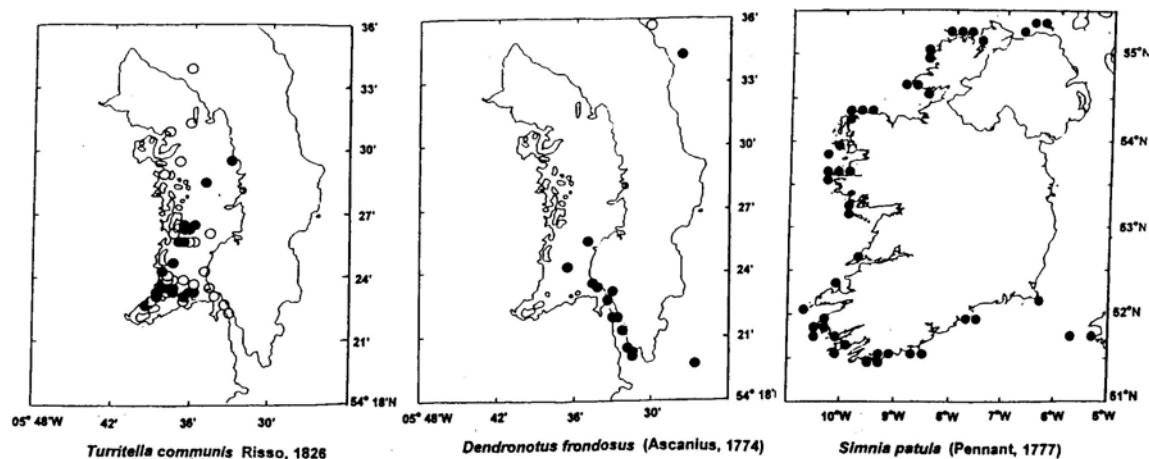 36'
33'
30'
27'
24'
21'
54° 18'N
05° 48'W
42'
36'
30'
Turritella communis Risso, 1826
36'
33'
30'
27'
24'
21'
54° 18'N
05° 48'W
42'
36'
30'
Dendronotus frondosus (Ascanius, 1774)
55°N
54°N
53°N
52°N
51°N
10°W
9°W
8°W
7°W
6°W
5°W
Simnia patula (Pennant, 1777)